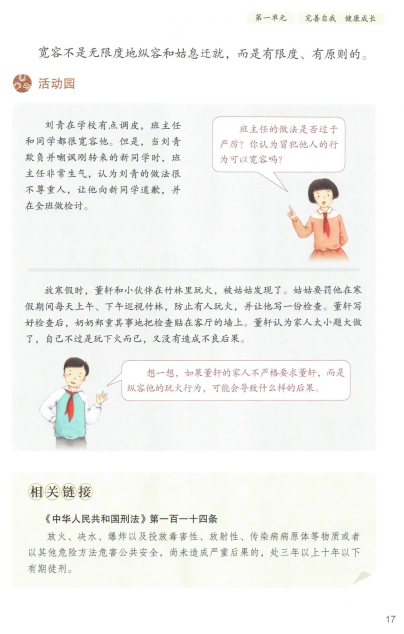 第一单元 完善自我 健康成长
宽容不是无限度地纵容和姑息迁就，而是有限度、有原则的。
活动园
刘青在学校有点调皮，班主任
和同学都很宽容他。但是，当刘青
欺负并嘲讽刚转来的新同学时，班
主任非常生气，认为刘青的做法很
不尊重人，让他向新同学道歉，并
在全班做检讨。
班主任的做法是否过于
严厉？你认为冒犯他人的行
为可以宽容吗？
放寒假时，董轩和小伙伴在竹林里玩火，被姑姑发现了。姑姑要罚他在寒
假期间每天上午、下午巡视竹林，防止有人玩火，并让他写一份检查。董轩写
好检查后，奶奶郑重其事地把检查贴在客厅的墙上。董轩认为家人太小题大做
了，自己不过是玩下火而已，又没有造成不良后果。
想一想，如果董轩的家人不严格要求董轩，而是
纵容他的玩火行为，可能会导致什么样的后果。
相关链接
《中华人民共和国刑法》第一百一十四条
放火、决水、爆炸以及投放毒害性、放射性、传染病病原体等物质或者
以其他危险方法危害公共安全，尚未造成严重后果的，处三年以上十年以下
有期徒刑。
17